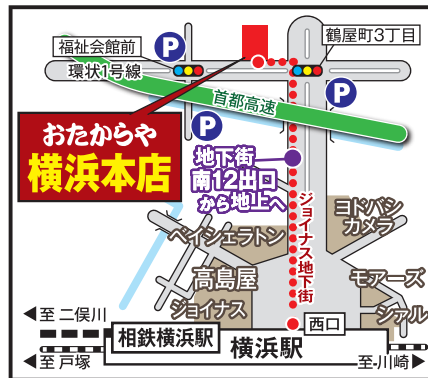 福祉会館前
P
鶴屋町3丁目
環状1号線
首都高速
P
P
おたからや
横浜本店
地下街
南12出口
から地上へ
ジョイナス地下街
ヨドバシ
カメラ
ベイシェラトン
高島屋
モアーズ
ジョイナス
シァル
西口
至 二俣川
相鉄横浜駅
横浜駅
至 戸塚
至 川崎